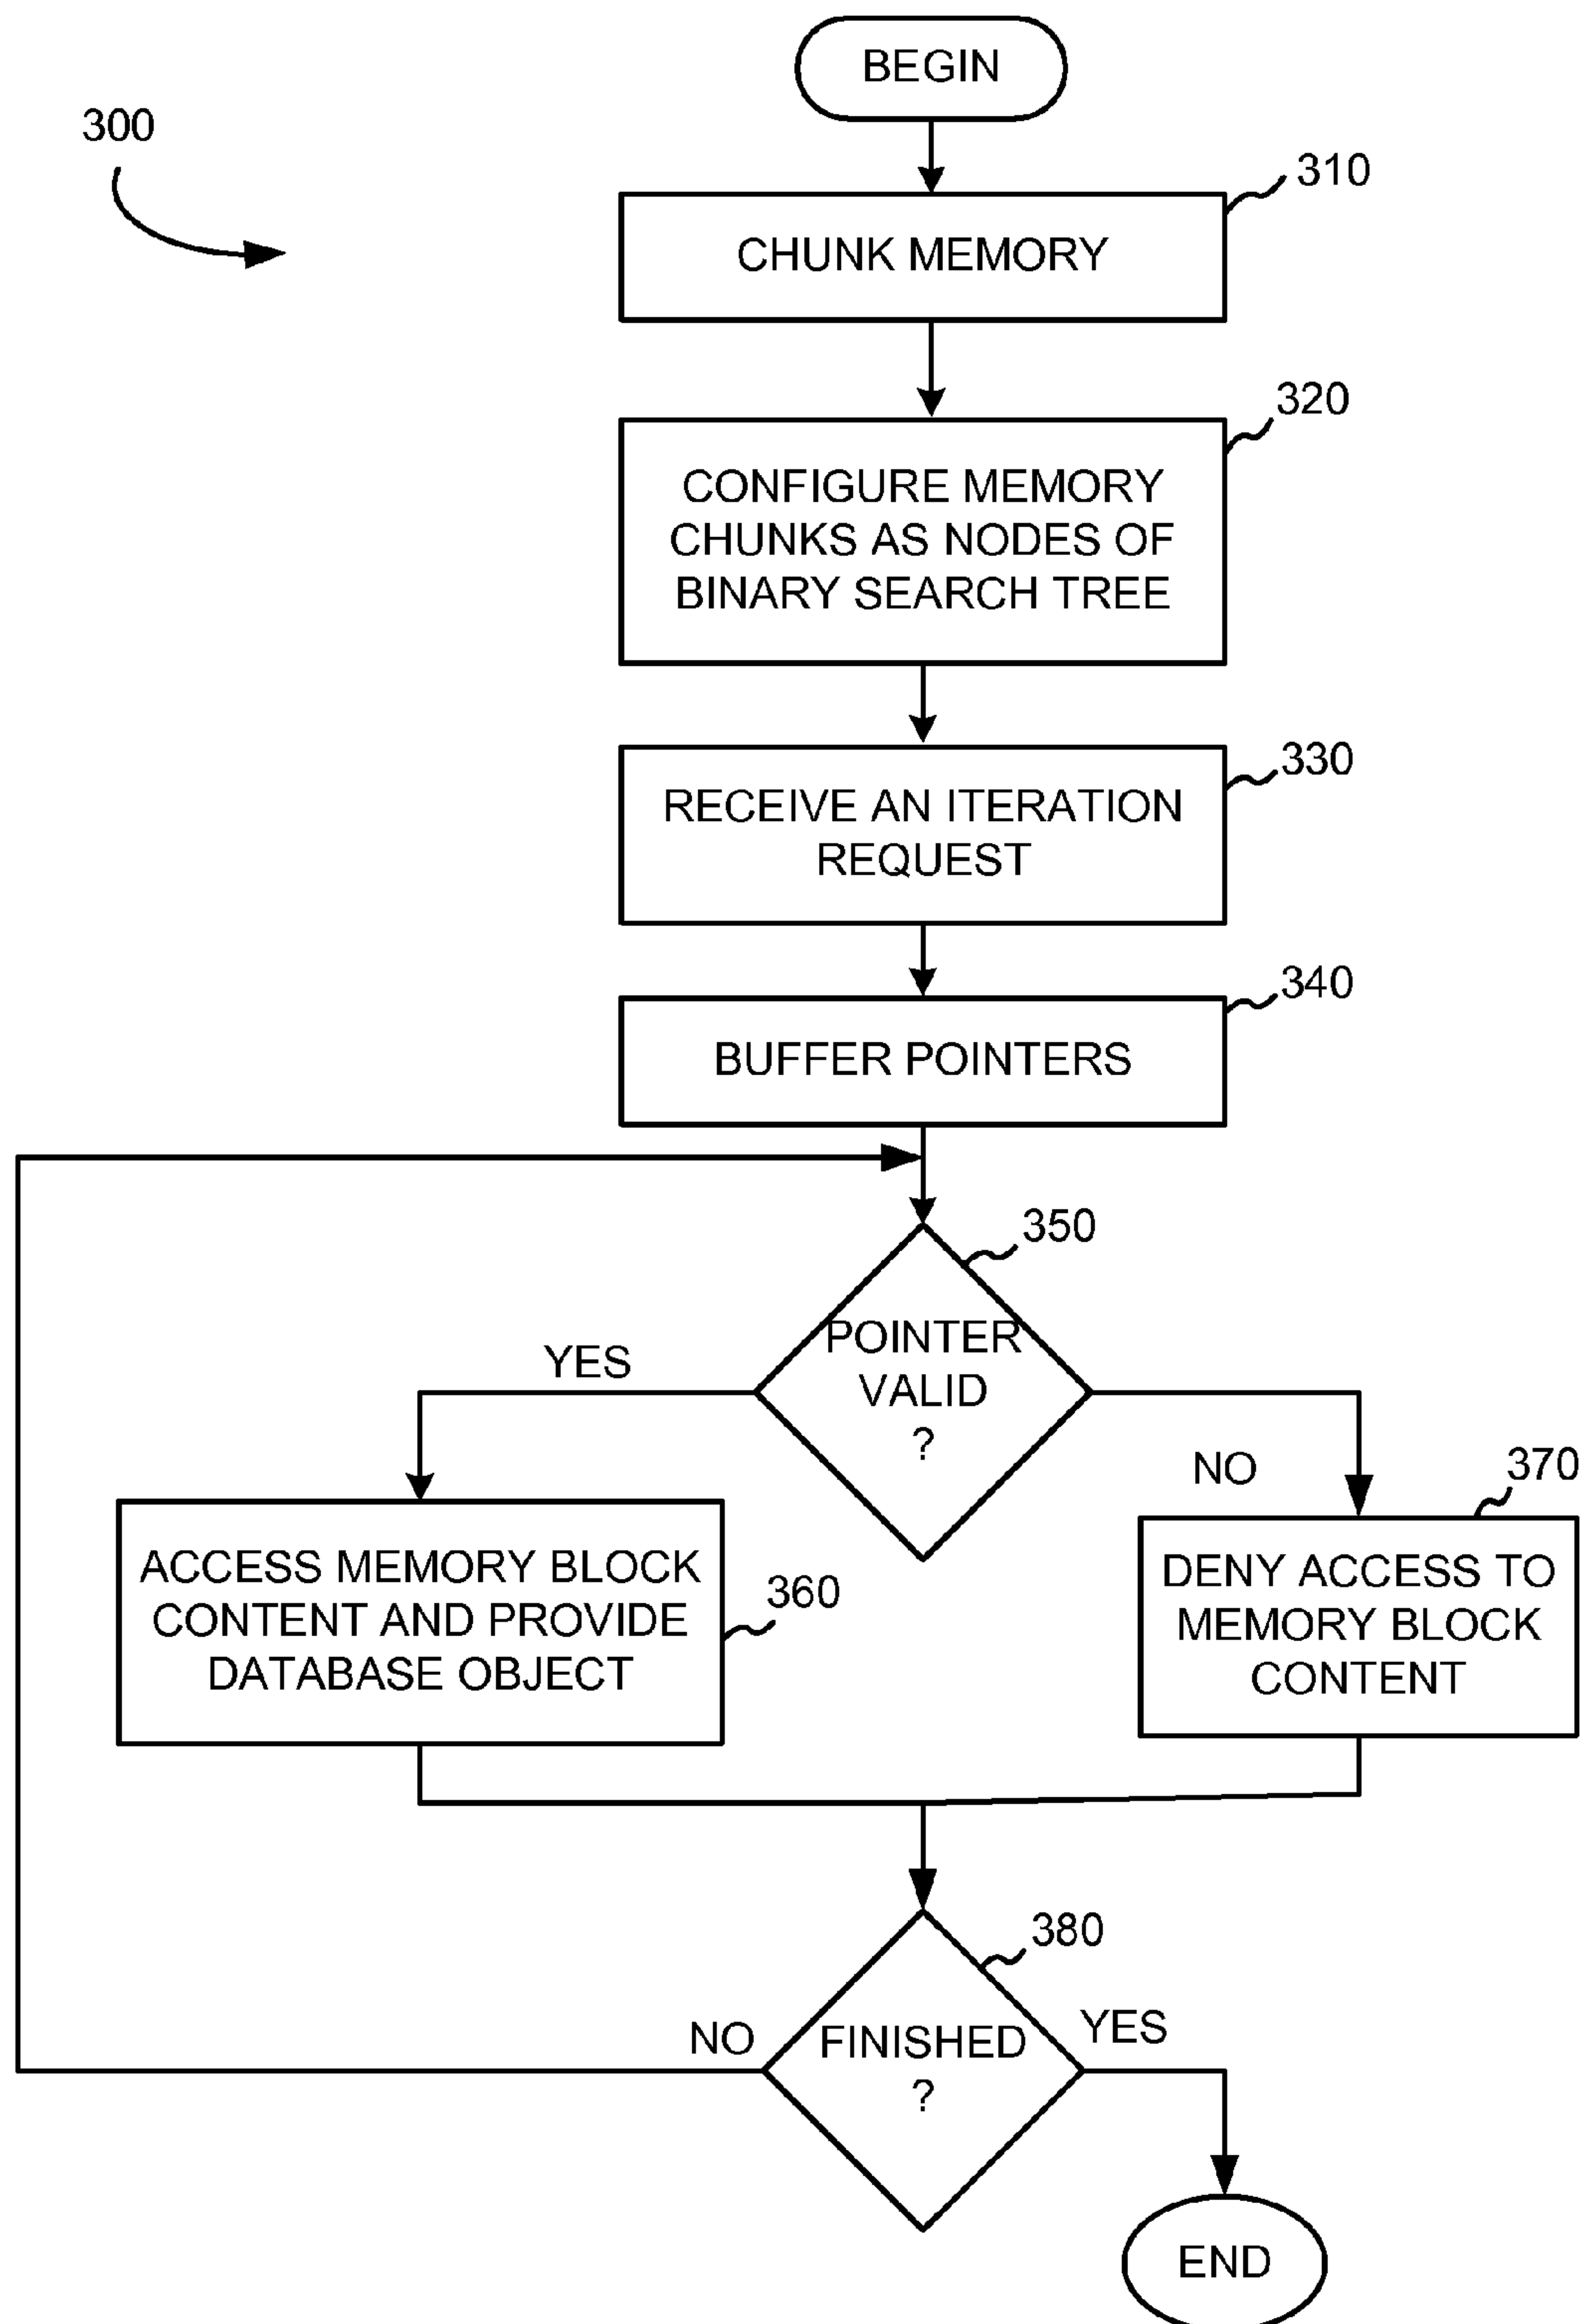 BEGIN
300
310
CHUNK MEMORY
320
CONFIGURE MEMORY
CHUNKS AS NODES OF
BINARY SEARCH TREE
330
RECEIVE AN ITERATION
REQUEST
340
BUFFER POINTERS
350
POINTER
VALID
?
YES
NO
370
ACCESS MEMORY BLOCK
CONTENT AND PROVIDE
DATABASE OBJECT
360
DENY ACCESS TO
MEMORY BLOCK
CONTENT
380
NO
FINISHED
?
YES
END